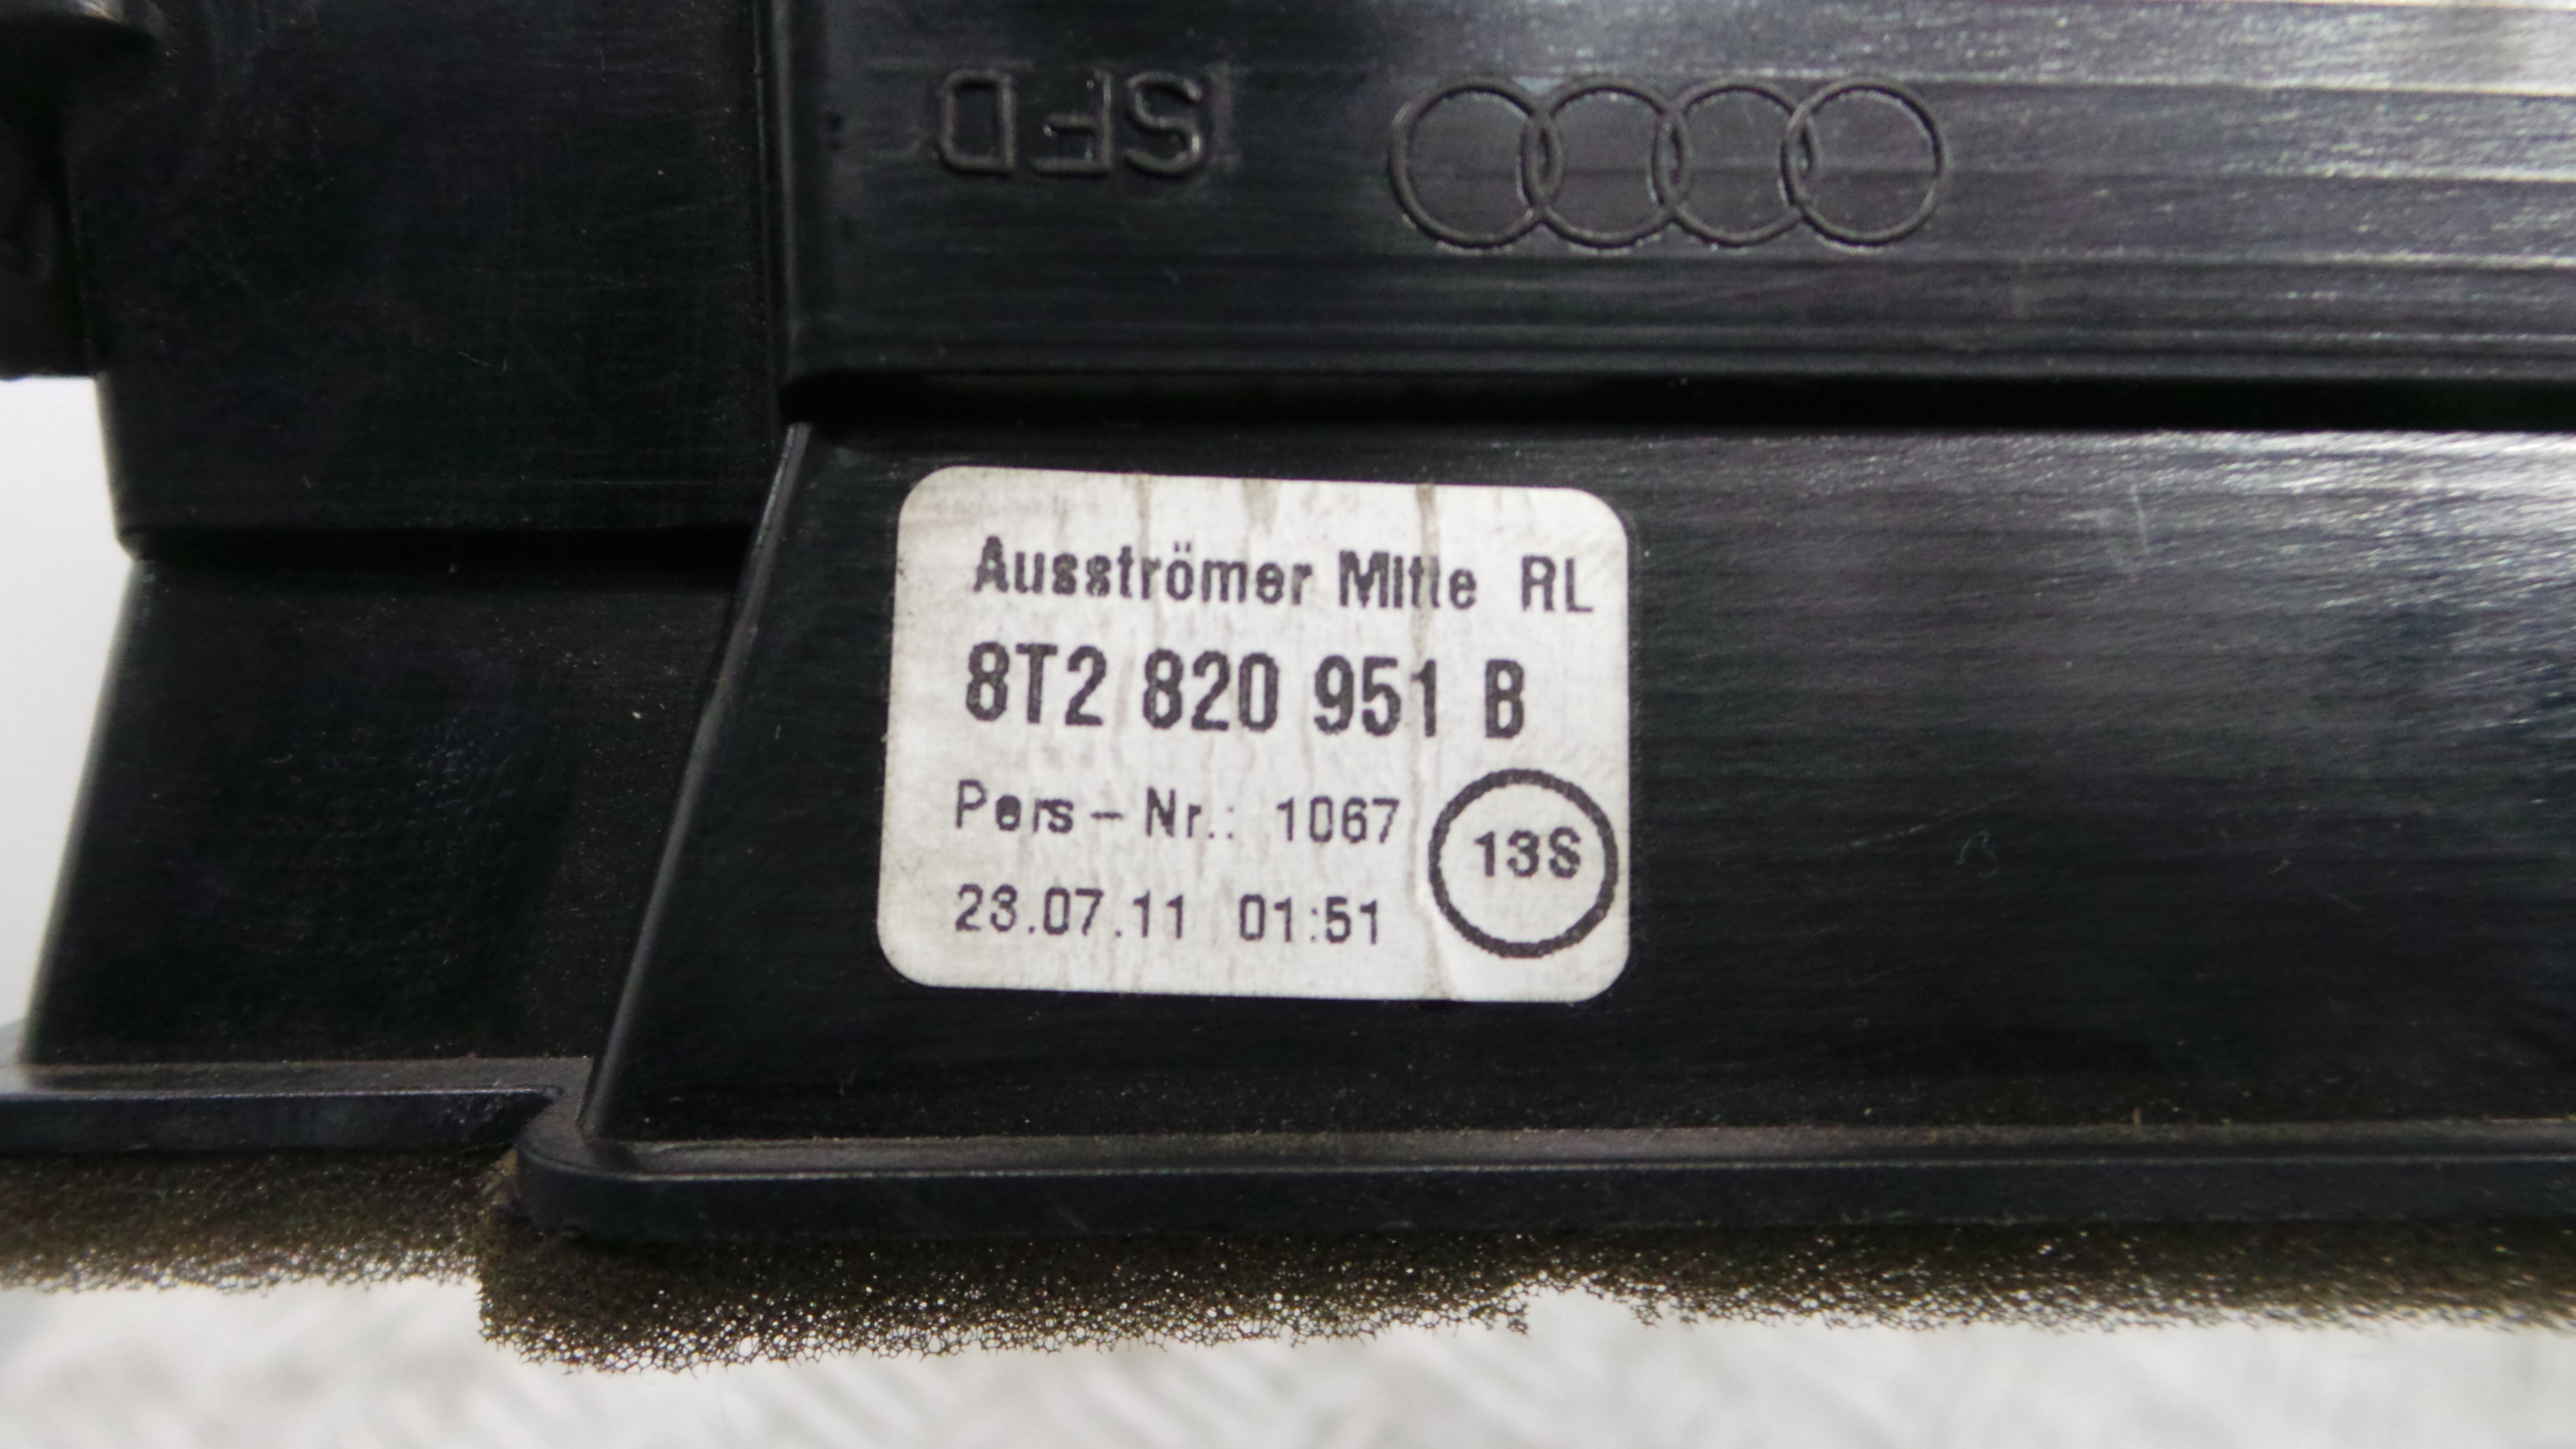 SFD
Ausströmer Mitte RL
8T2 820 951 B
Pers-Nr.: 1067
13S
23.07.11 01:51